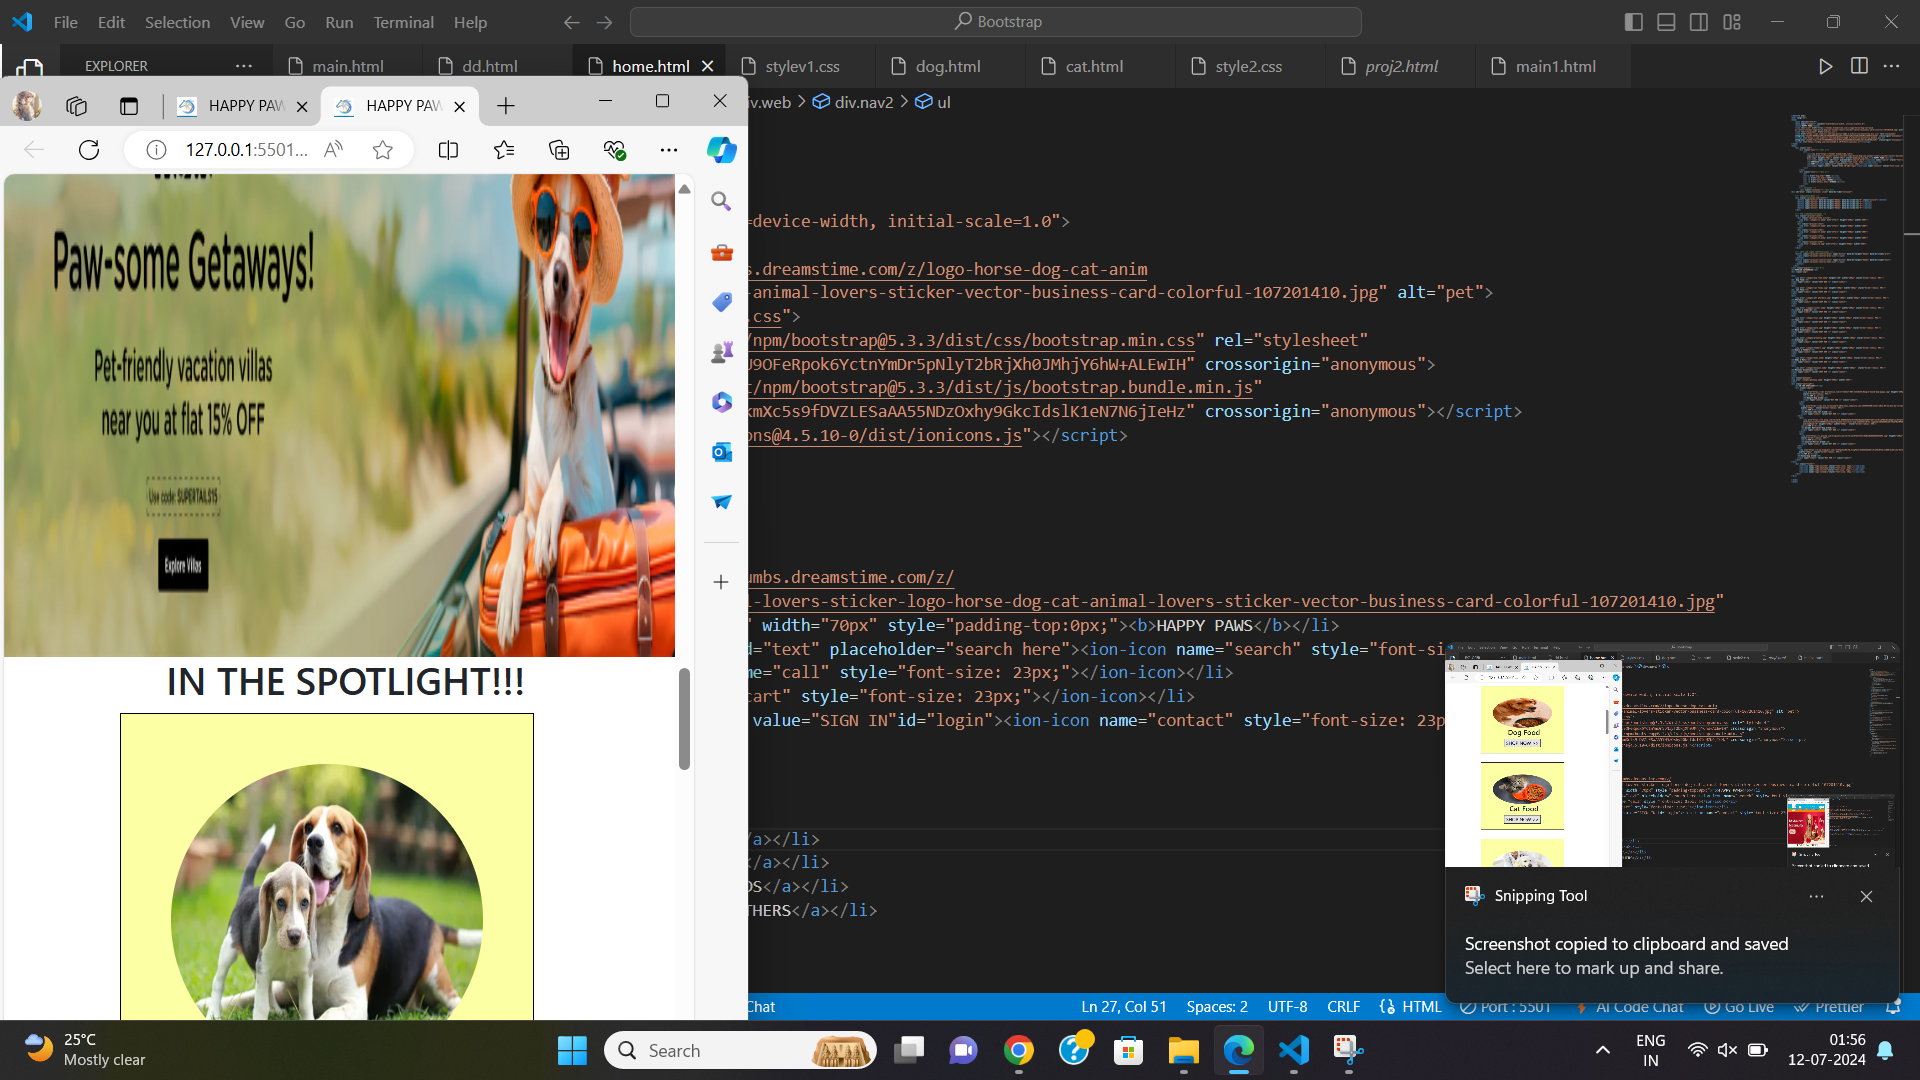 File Edit Selection View Go Run Terminal Help
Bootstrap
EXPLORER
main.html dd.html home.html stylev1.css dog.html cat.html style2.css proj2.html main1.html
HAPPY PAW HAPPY PAW
iv.web > div.nav2 > ul
127.0.0.1:5501...
=device-width, initial-scale=1.0">
s.dreamstime.com/z/logo-horse-dog-cat-anim
-animal-lovers-sticker-vector-business-card-colorful-107201410.jpg" alt="pet">
.css">
/npm/bootstrap@5.3.3/dist/css/bootstrap.min.css" rel="stylesheet"
J9OFeRpok6YctnYmDr5pNlyT2bRjXh0JMhjY6hW+ALEwIH" crossorigin="anonymous">
t/npm/bootstrap@5.3.3/dist/js/bootstrap.bundle.min.js"
kmXc5s9fDVZLESaAA55NDzOxhy9GkcIdslK1eN7N6jIeHz" crossorigin="anonymous"></script>
ons@4.5.10-0/dist/ionicons.js"></script>
umbs.dreamstime.com/z/
l-lovers-sticker-logo-horse-dog-cat-animal-lovers-sticker-vector-business-card-colorful-107201410.jpg"
" width="70px" style="padding-top:0px;"><b>HAPPY PAWS</b></li>
d="text" placeholder="search here"><ion-icon name="search" style="font-si
me="call" style="font-size: 23px;"></ion-icon></li>
cart" style="font-size: 23px;"></ion-icon></li>
value="SIGN IN"id="login"><ion-icon name="contact" style="font-size: 23p
/a></li>
</a></li>
DS</a></li>
THERS</a></li>
Paw-some Getaways!
Pet-friendly vacation villas
near you at flat 15% OFF
Use code: SUPERTAILS15
Explore Villas
IN THE SPOTLIGHT!!!
Dog Food
SHOP NOW >>
Cat Food
SHOP NOW >>
Snipping Tool
Screenshot copied to clipboard and saved
Select here to mark up and share.
Chat Ln 27, Col 51 Spaces: 2 UTF-8 CRLF HTML Port : 5501 AI Code Chat Go Live Prettier
25°C
Mostly clear
Search
ENG
IN
01:56
12-07-2024